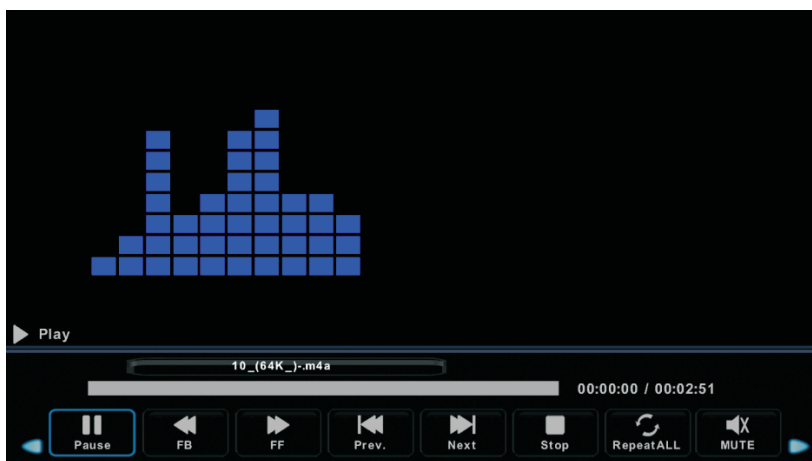 Play
10_(64K_)-.m4a
00:00:00 / 00:02:51
Pause FB FF Prev. Next Stop RepeatALL MUTE